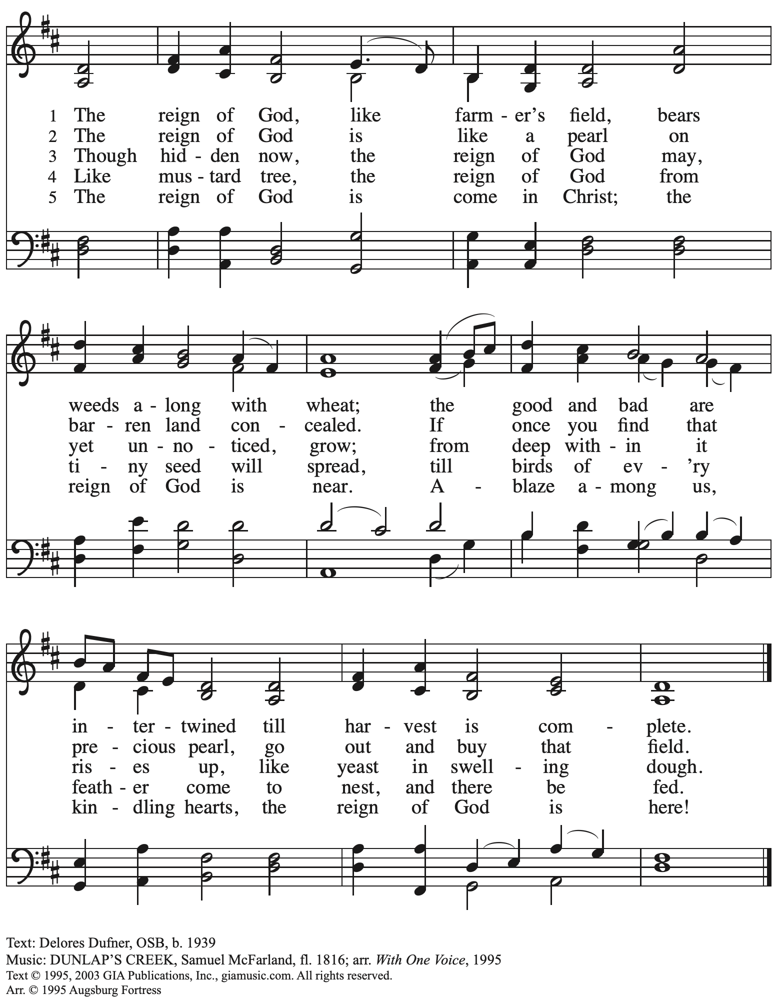 1 The reign of God, like farm - er’s field, bears
2 The reign of God is like a pearl on
3 Though hid - den now, the reign of God may,
4 Like mus - tard tree, the reign of God from
5 The reign of God is come in Christ; the
weeds a - long with wheat; the good and bad are
bar - ren land con - cealed. If once you find that
yet un - no - ticed, grow; from deep with - in it
ti - ny seed will spread, till birds of ev - ’ry
reign of God is near. A - blaze a - mong us,
in - ter - twined till har - vest is com - plete.
pre - cious pearl, go out and buy that field.
ris - es up, like yeast in swell - ing dough.
feath - er come to nest, and there be fed.
kin - dling hearts, the reign of God is here!
Text: Delores Dufner, OSB, b. 1939
Music: DUNLAP’S CREEK, Samuel McFarland, fl. 1816; arr. With One Voice, 1995
Text © 1995, 2003 GIA Publications, Inc., giamusic.com. All rights reserved.
Arr. © 1995 Augsburg Fortress